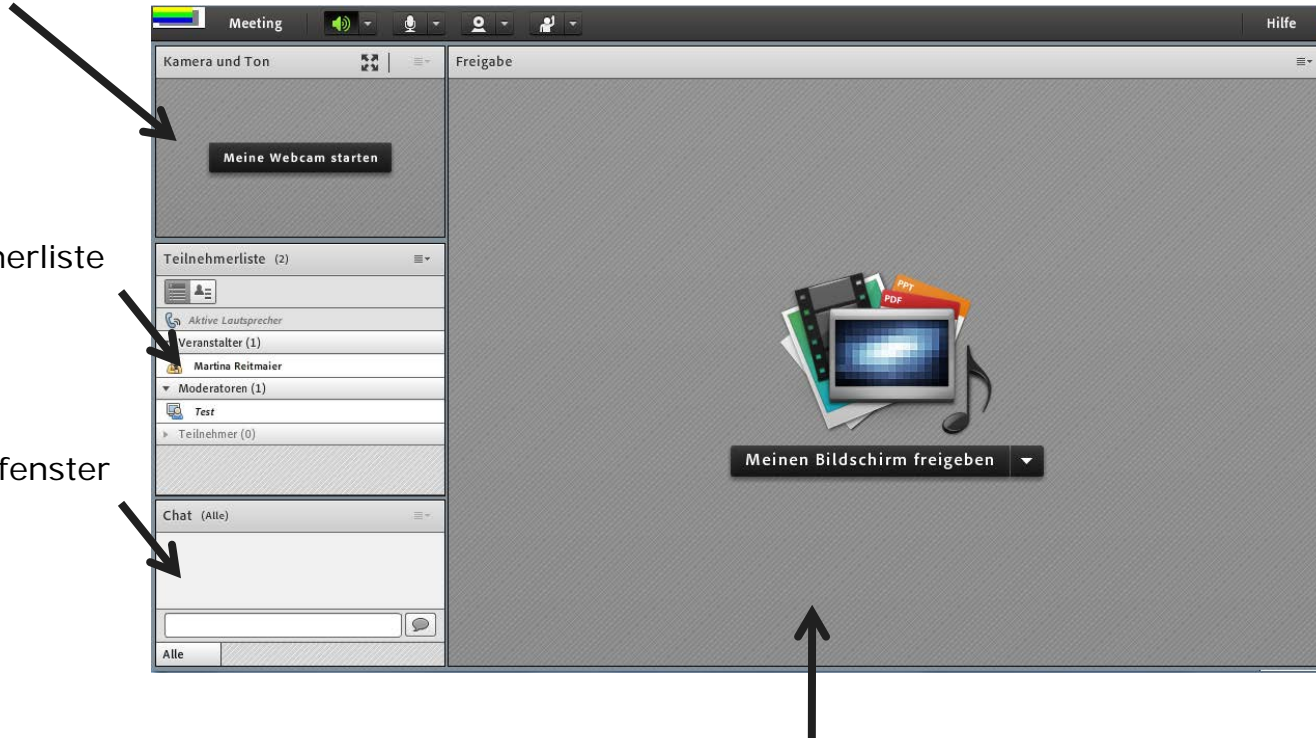 Meeting
Hilfe
Kamera und Ton
Freigabe
Meine Webcam starten
nerliste
Teilnehmerliste (2)
Aktive Lautsprecher
Veranstalter (1)
Martina Reitmaier
Moderatoren (1)
Test
Teilnehmer (0)
PPT
PDF
Meinen Bildschirm freigeben
fenster
Chat (Alle)
Alle